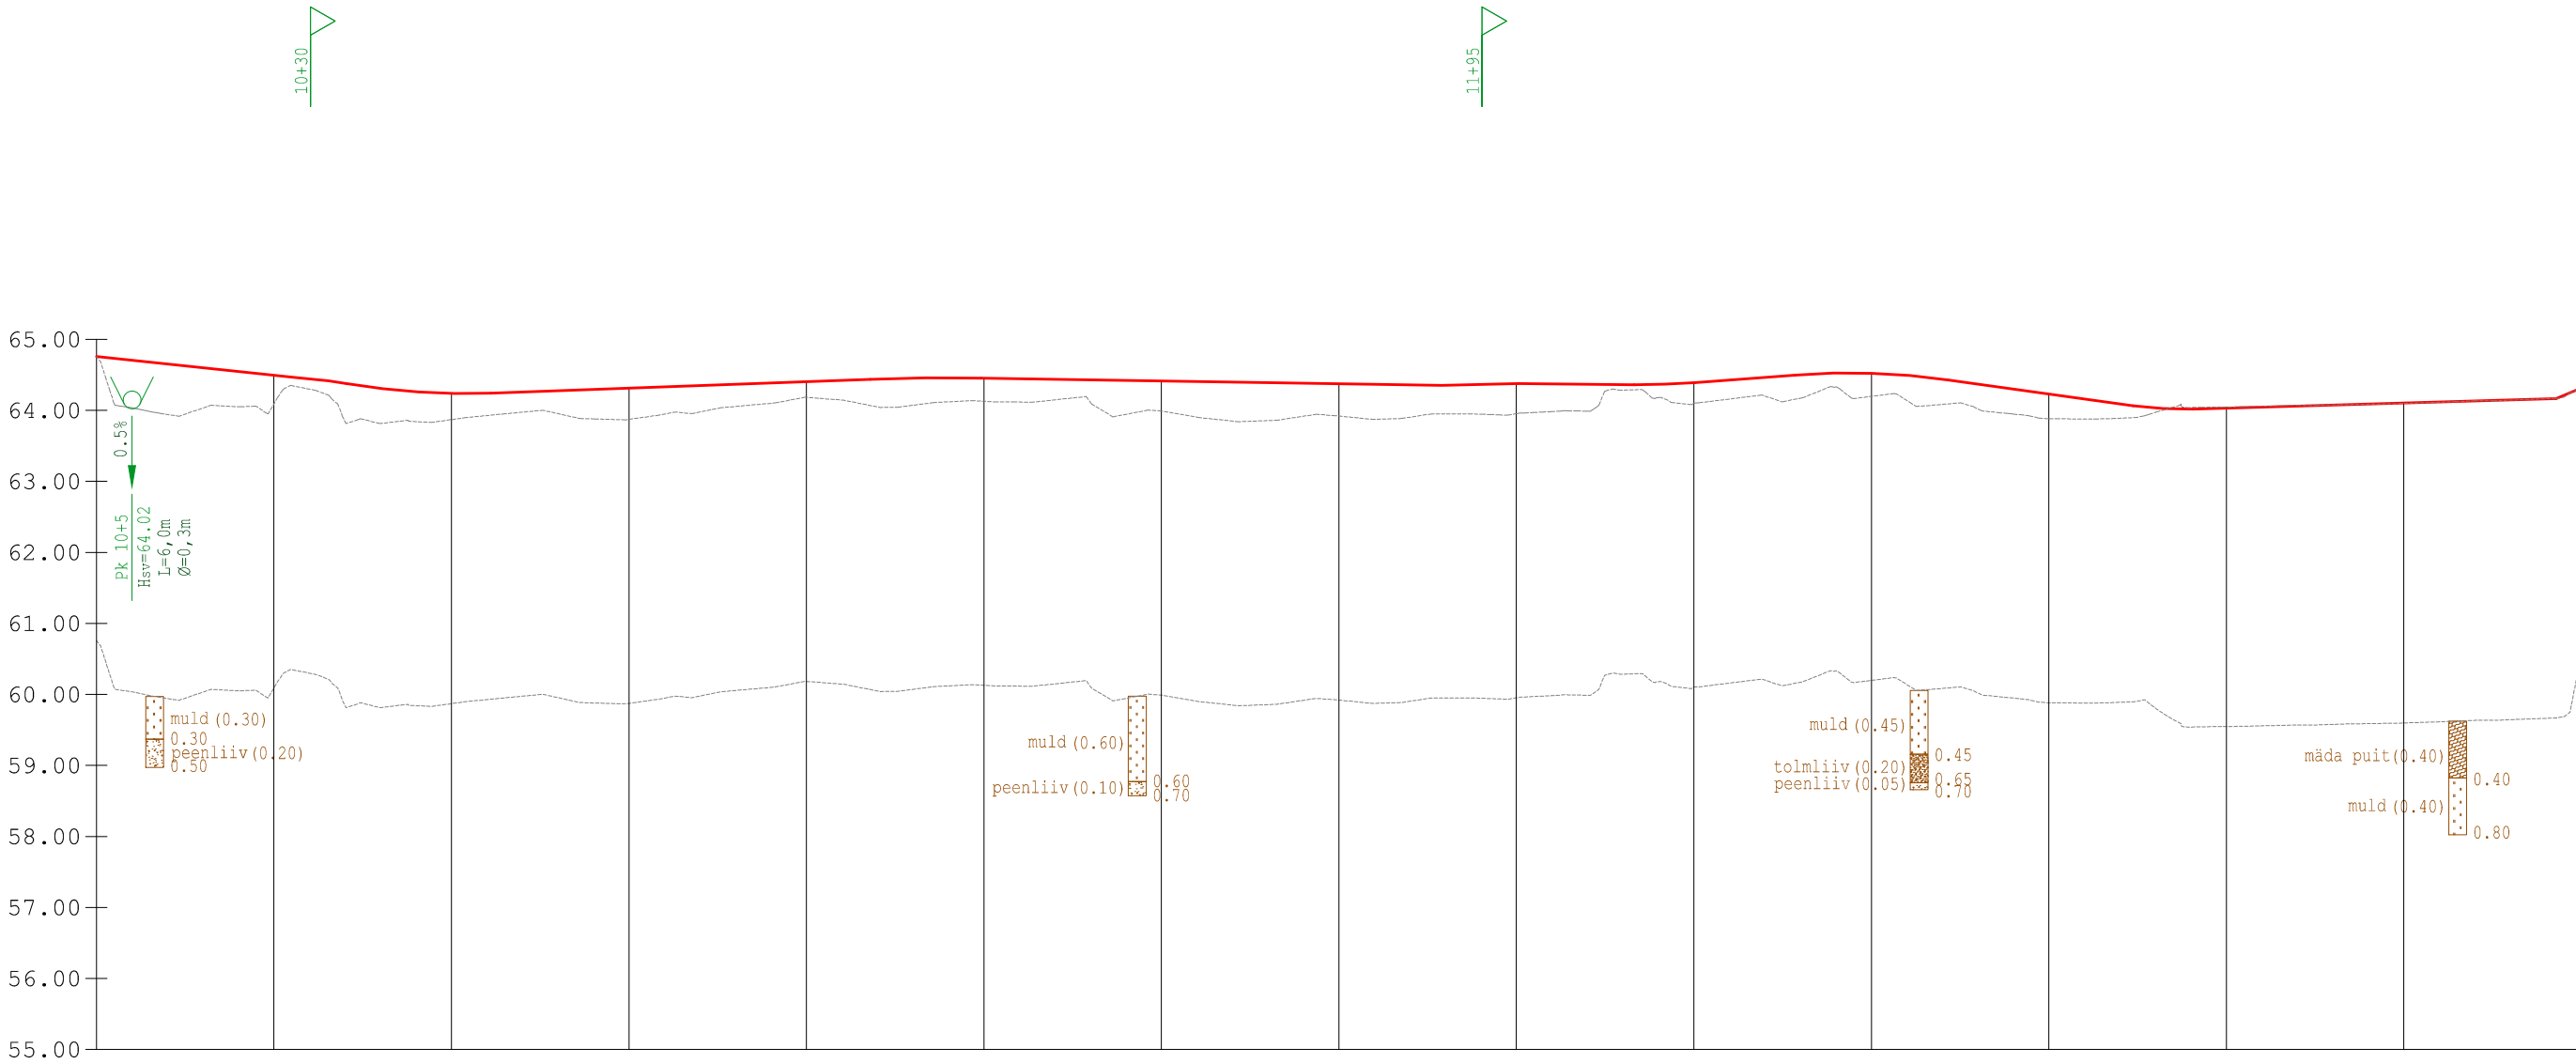 10+30
11+95
65.00
64.00
63.00
62.00
61.00
60.00
59.00
58.00
57.00
56.00
55.00
0.5%
Pk 10+5
Hsv=64.02
L=6,0m
Ø=0,3m
muld (0.30)
0.30
peenliiv (0.20)
0.50
muld (0.60)
0.60
peenliiv (0.10)
0.70
muld (0.45)
0.45
tolmliiv (0.20)
0.65
peenliiv (0.05)
0.70
mäda puit (0.40)
0.40
muld (0.40)
0.80